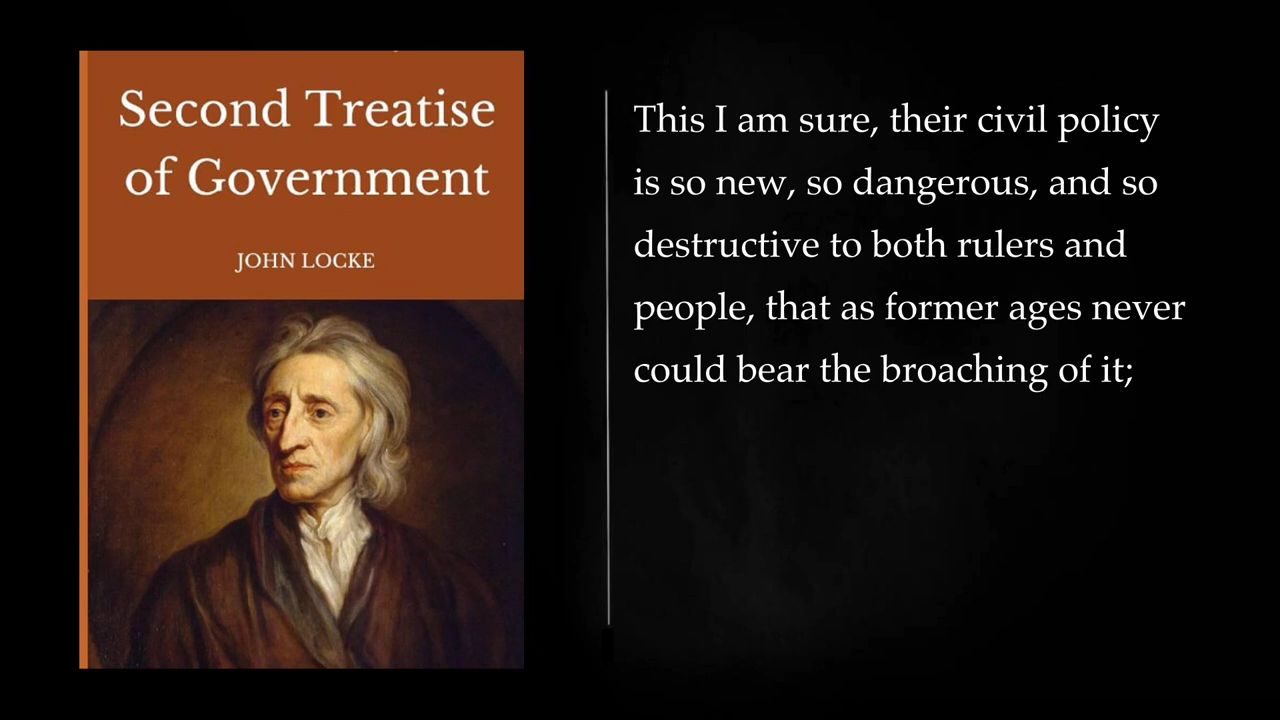 Second Treatise
of Government
JOHN LOCKE
This I am sure, their civil policy
is so new, so dangerous, and so
destructive to both rulers and
people, that as former ages never
could bear the broaching of it;